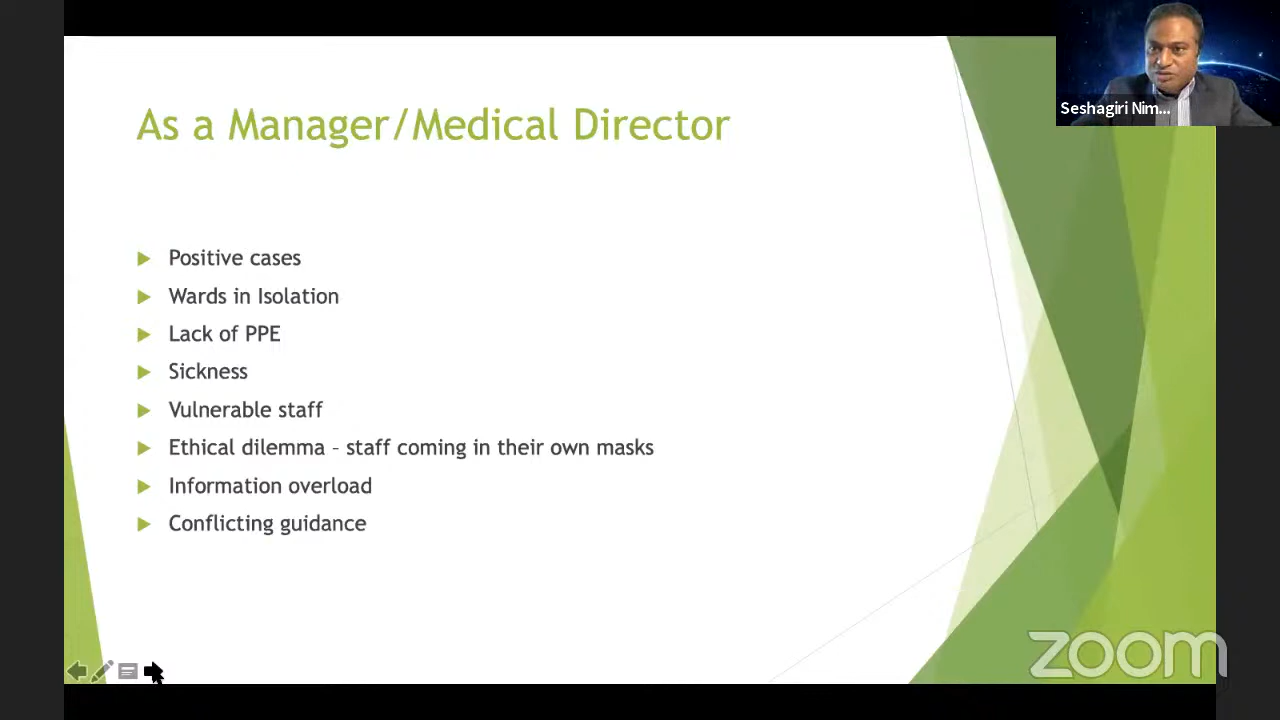 Seshagiri Nim...
As a Manager/Medical Director
Positive cases
Wards in Isolation
Lack of PPE
Sickness
Vulnerable staff
Ethical dilemma – staff coming in their own masks
Information overload
Conflicting guidance
zoom